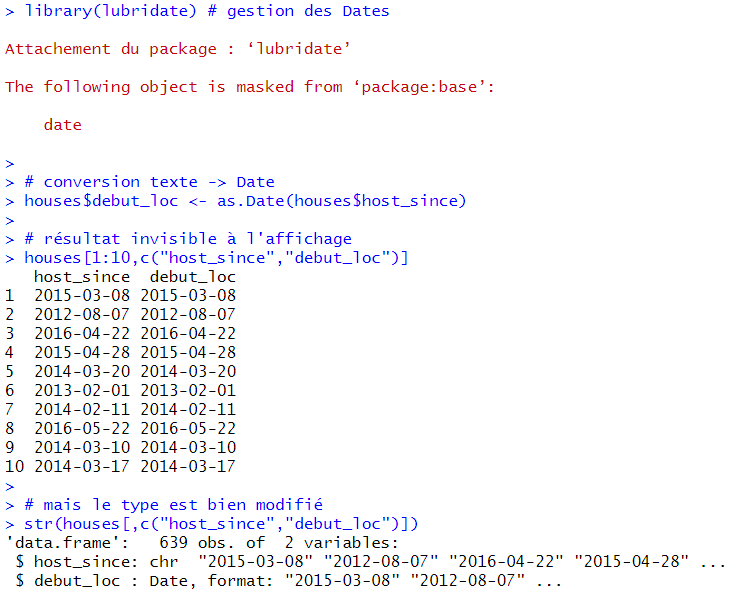 > library(lubridate) # gestion des Dates
Attachement du package : ‘lubridate’
The following object is masked from ‘package:base’:
    date
>
> # conversion texte -> Date
> houses$debut_loc <- as.Date(houses$host_since)
>
> # résultat invisible à l'affichage
> houses[1:10,c("host_since","debut_loc")]
   host_since  debut_loc
1  2015-03-08 2015-03-08
2  2012-08-07 2012-08-07
3  2016-04-22 2016-04-22
4  2015-04-28 2015-04-28
5  2014-03-20 2014-03-20
6  2013-02-01 2013-02-01
7  2014-02-11 2014-02-11
8  2016-05-22 2016-05-22
9  2014-03-10 2014-03-10
10 2014-03-17 2014-03-17
>
> # mais le type est bien modifié
> str(houses[,c("host_since","debut_loc")])
'data.frame':   639 obs. of  2 variables:
 $ host_since: chr  "2015-03-08" "2012-08-07" "2016-04-22" "2015-04-28" ...
 $ debut_loc : Date, format: "2015-03-08" "2012-08-07" ...